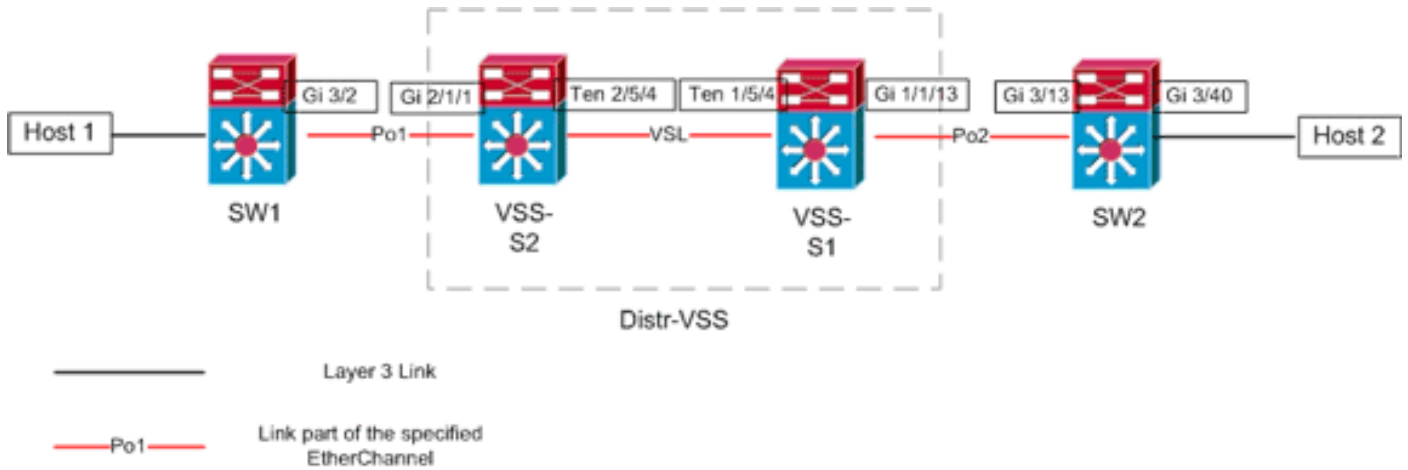 Gi 3/2
Gi 2/1/1
Ten 2/5/4
Ten 1/5/4
Gi 1/1/13
Gi 3/13
Gi 3/40
Host 1
Po1
VSL
Po2
Host 2
SW1
VSS-
S2
VSS-
S1
SW2
Distr-VSS
Layer 3 Link
Po1
Link part of the specified
EtherChannel